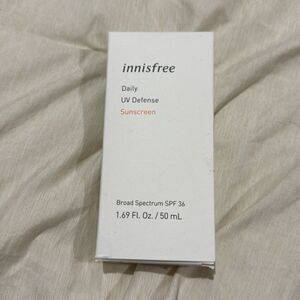 innisfree
Daily
UV Defense
Sunscreen
Broad Spectrum SPF 36
1.69 Fl. Oz. / 50 mL